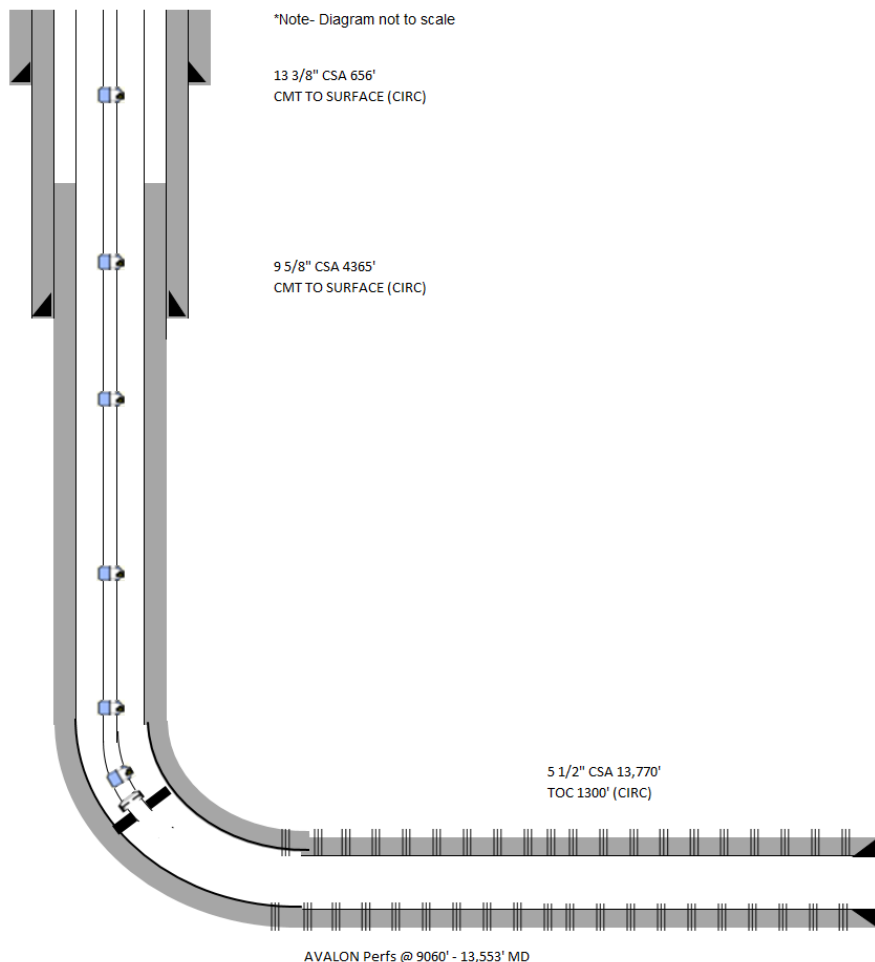 *Note- Diagram not to scale
13 3/8" CSA 656'
CMT TO SURFACE (CIRC)
9 5/8" CSA 4365'
CMT TO SURFACE (CIRC)
5 1/2" CSA 13,770'
TOC 1300' (CIRC)
AVALON Perfs @ 9060' - 13,553' MD